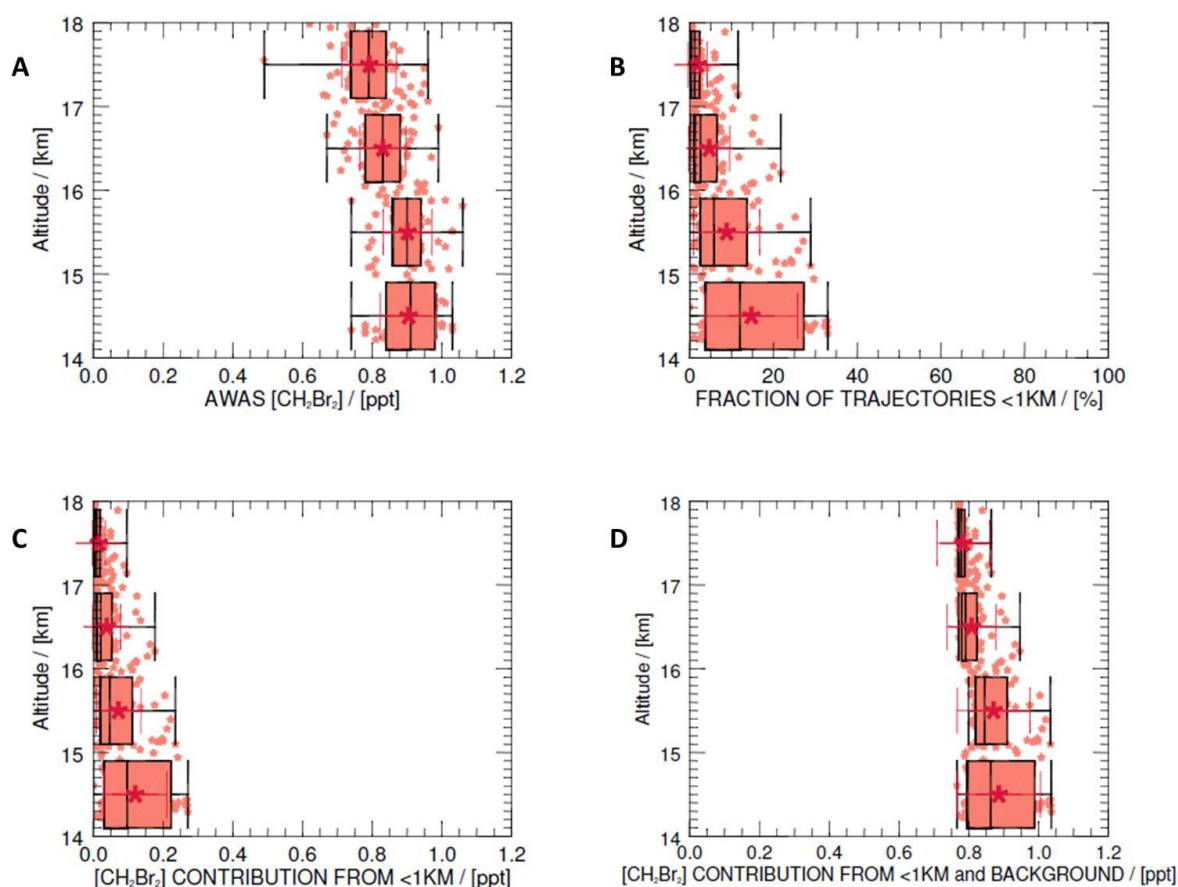 A
18
17
16
15
14
Altitude / [km]
0.0 0.2 0.4 0.6 0.8 1.0 1.2
AWAS [CH₂Br₂] / [ppt]
B
18
17
16
15
14
Altitude / [km]
0 20 40 60 80 100
FRACTION OF TRAJECTORIES <1KM / [%]
C
18
17
16
15
14
Altitude / [km]
0.0 0.2 0.4 0.6 0.8 1.0 1.2
[CH₂Br₂] CONTRIBUTION FROM <1KM / [ppt]
D
18
17
16
15
14
Altitude / [km]
0.0 0.2 0.4 0.6 0.8 1.0 1.2
[CH₂Br₂] CONTRIBUTION FROM <1KM and BACKGROUND / [ppt]